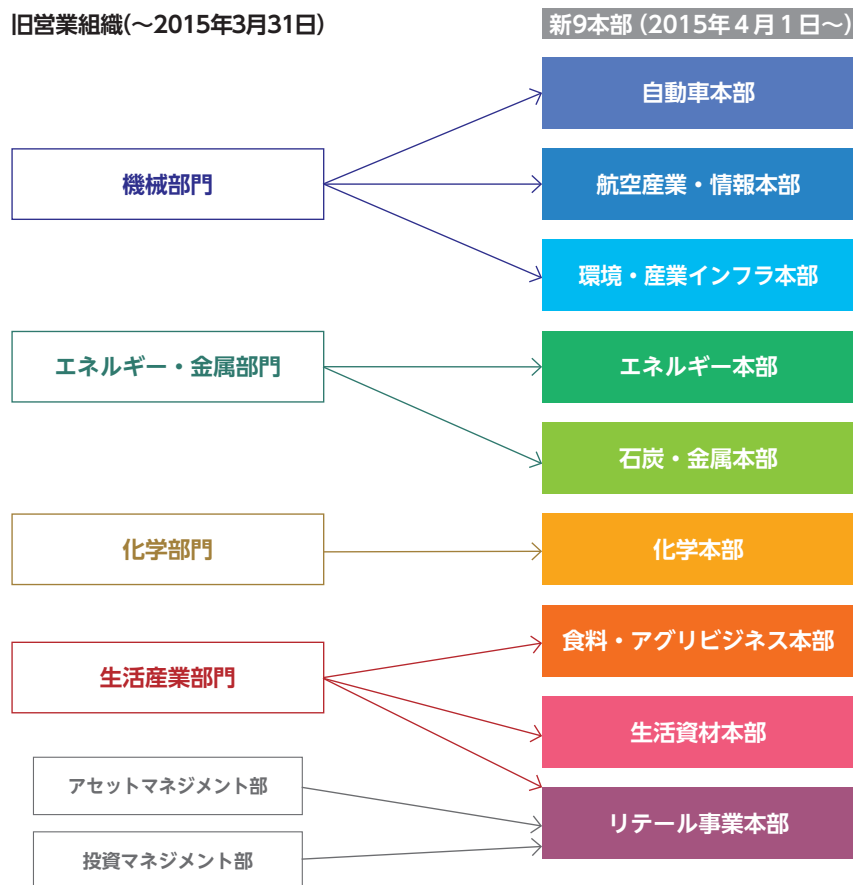 旧営業組織(～2015年3月31日)
新9本部（2015年４月１日～）
機械部門
自動車本部
航空産業・情報本部
環境・産業インフラ本部
エネルギー・金属部門
エネルギー本部
石炭・金属本部
化学部門
化学本部
生活産業部門
食料・アグリビジネス本部
生活資材本部
アセットマネジメント部
投資マネジメント部
リテール事業本部